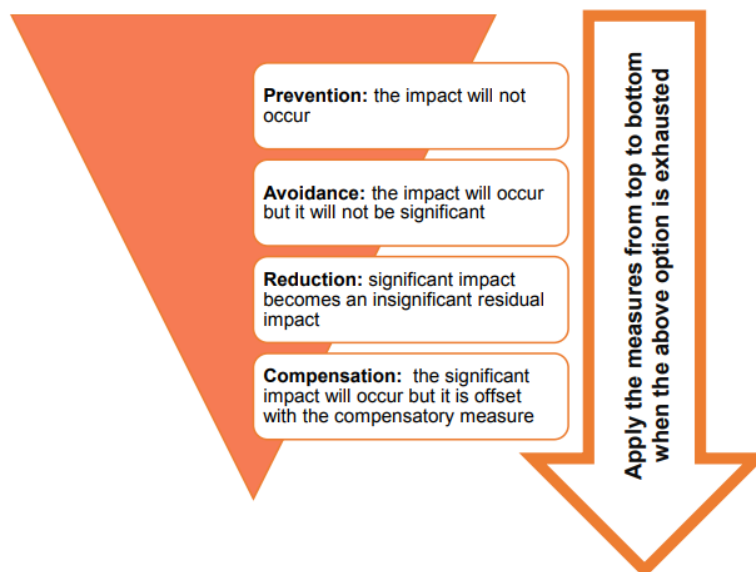 Prevention: the impact will not
occur
Avoidance: the impact will occur
but it will not be significant
Reduction: significant impact
becomes an insignificant residual
impact
Compensation: the significant
impact will occur but it is offset
with the compensatory measure
Apply the measures from top to bottom
when the above option is exhausted